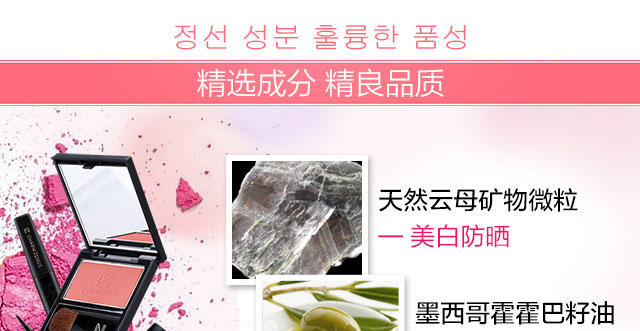 정선 성분 훌륭한 품성
精选成分 精良品质
天然云母矿物微粒
一 美白防晒
墨西哥霍霍巴籽油